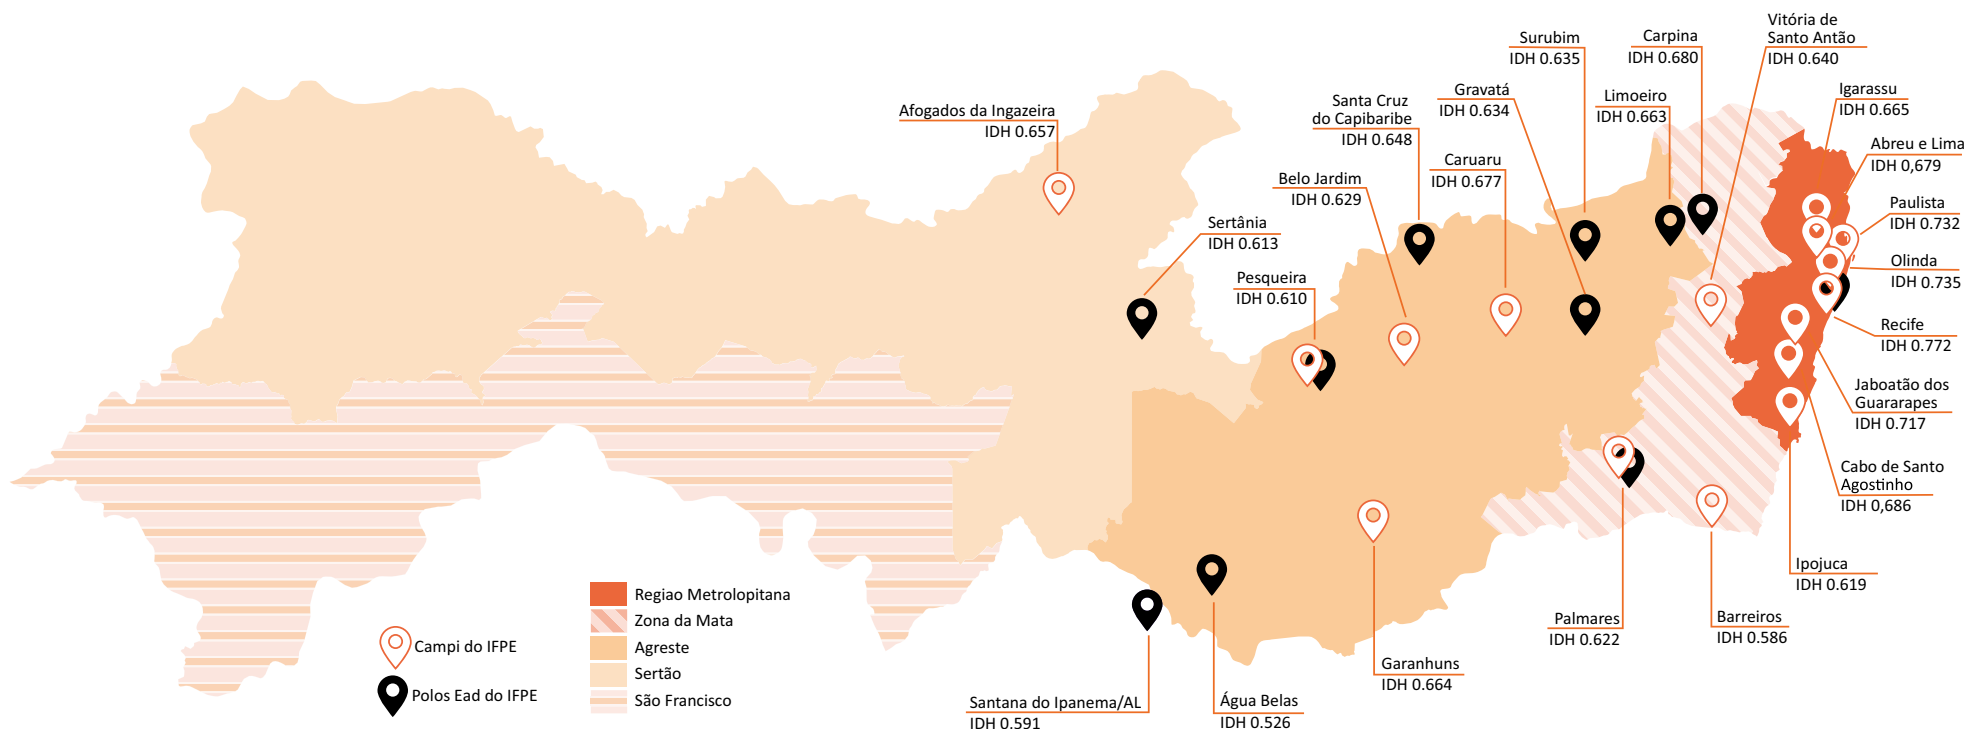 Afogados da Ingazeira
IDH 0.657
Sertânia
IDH 0.613
Pesqueira
IDH 0.610
Belo Jardim
IDH 0.629
Santa Cruz
do Capibaribe
IDH 0.648
Caruaru
IDH 0.677
Gravatá
IDH 0.634
Surubim
IDH 0.635
Limoeiro
IDH 0.663
Carpina
IDH 0.680
Vitória de
Santo Antão
IDH 0.640
Igarassu
IDH 0.665
Abreu e Lima
IDH 0,679
Paulista
IDH 0.732
Olinda
IDH 0.735
Recife
IDH 0.772
Jaboatão dos
Guararapes
IDH 0.717
Cabo de Santo
Agostinho
IDH 0,686
Ipojuca
IDH 0.619
Barreiros
IDH 0.586
Palmares
IDH 0.622
Garanhuns
IDH 0.664
Água Belas
IDH 0.526
Santana do Ipanema/AL
IDH 0.591
Campi do IFPE
Polos Ead do IFPE
Regiao Metrolopitana
Zona da Mata
Agreste
Sertão
São Francisco